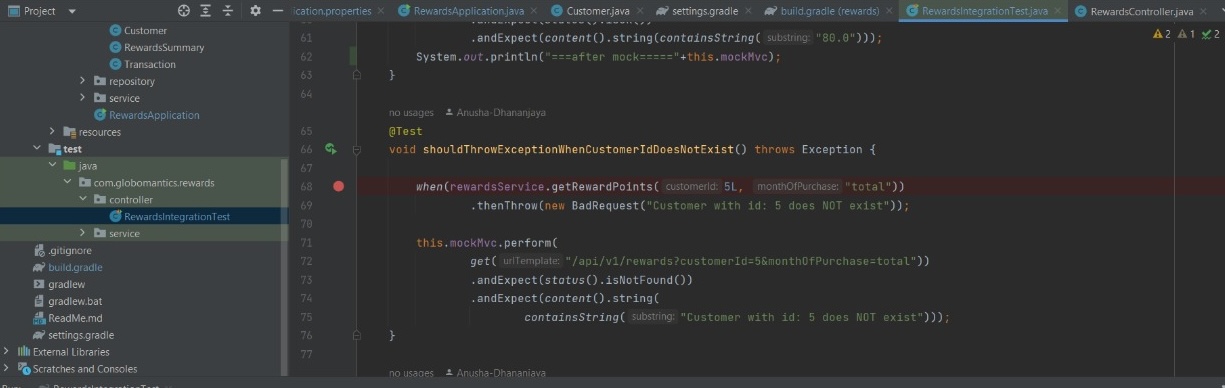 Project
ication.properties
RewardsApplication.java
Customer.java
settings.gradle
build.gradle (rewards)
RewardsIntegrationTest.java
RewardsController.java
Customer
RewardsSummary
Transaction
repository
service
RewardsApplication
resources
test
java
com.globomantics.rewards
controller
RewardsIntegrationTest
service
.gitignore
build.gradle
gradlew
gradlew.bat
ReadMe.md
settings.gradle
External Libraries
Scratches and Consoles
2 1 2
61 .andExpect(content().string(containsString( substring: "80.0")));
62 System.out.println("===after mock====="+this.mockMvc);
63 }
64
no usages Anusha-Dhananjaya
65 @Test
66 void shouldThrowExceptionWhenCustomerIdDoesNotExist() throws Exception {
67
68 when(rewardsService.getRewardPoints( customerId: 5L, monthOfPurchase: "total"))
69 .thenThrow(new BadRequest("Customer with id: 5 does NOT exist"));
70
71 this.mockMvc.perform(
72 get( urlTemplate: "/api/v1/rewards?customerId=5&monthOfPurchase=total"))
73 .andExpect(status().isNotFound())
74 .andExpect(content().string(
75 containsString( substring: "Customer with id: 5 does NOT exist")));
76 }
77
no usages Anusha-Dhananjaya